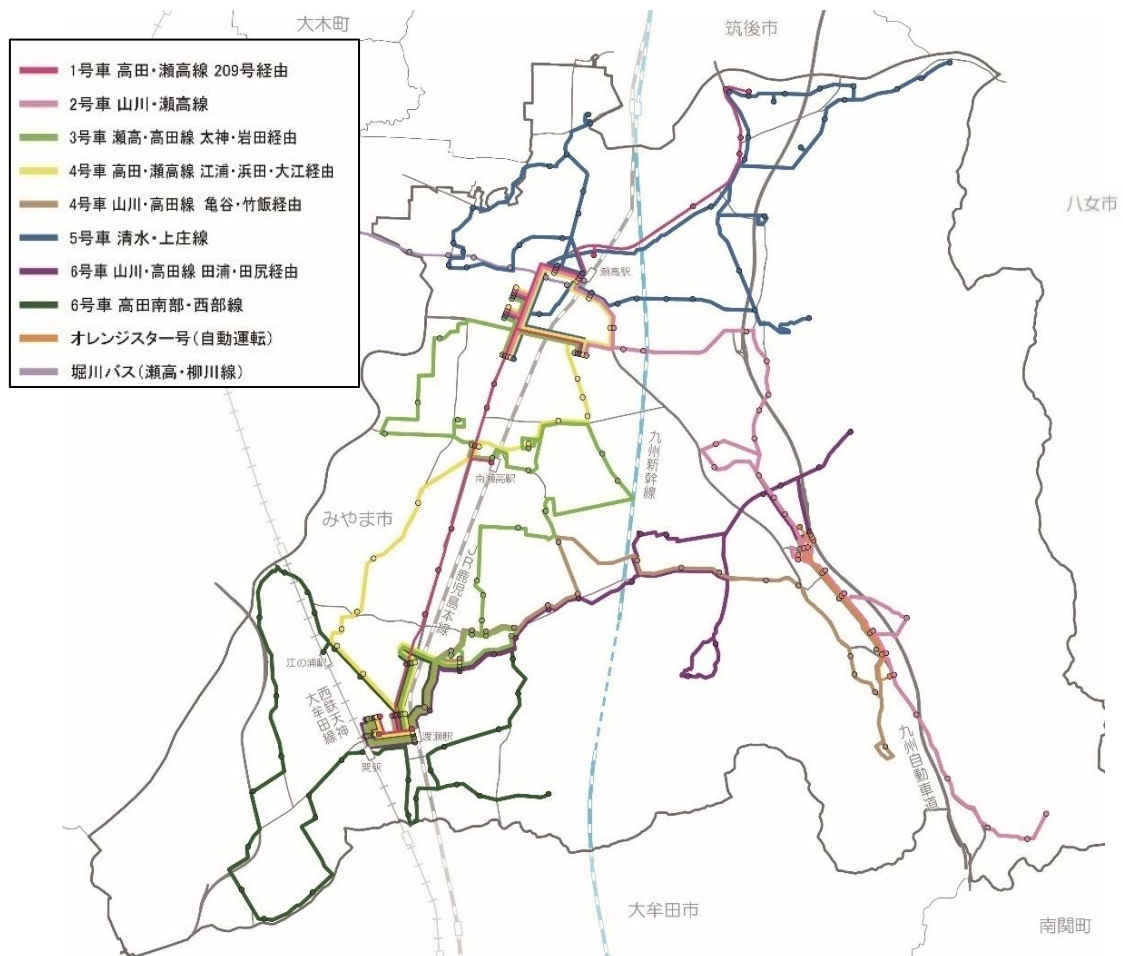 大木町
筑後市
八女市
1号車 高田・瀬高線 209号経由
2号車 山川・瀬高線
3号車 瀬高・高田線 太神・岩田経由
4号車 高田・瀬高線 江浦・浜田・大江経由
4号車 山川・高田線 亀谷・竹飯経由
5号車 清水・上庄線
6号車 山川・高田線 田浦・田尻経由
6号車 高田南部・西部線
オレンジスター号(自動運転)
堀川バス(瀬高・柳川線)
瀬高駅
九州新幹線
南瀬高駅
みやま市
JR鹿児島本線
江の浦駅
西鉄天神
大牟田線
渡瀬駅
開駅
九州自動車道
大牟田市
南関町